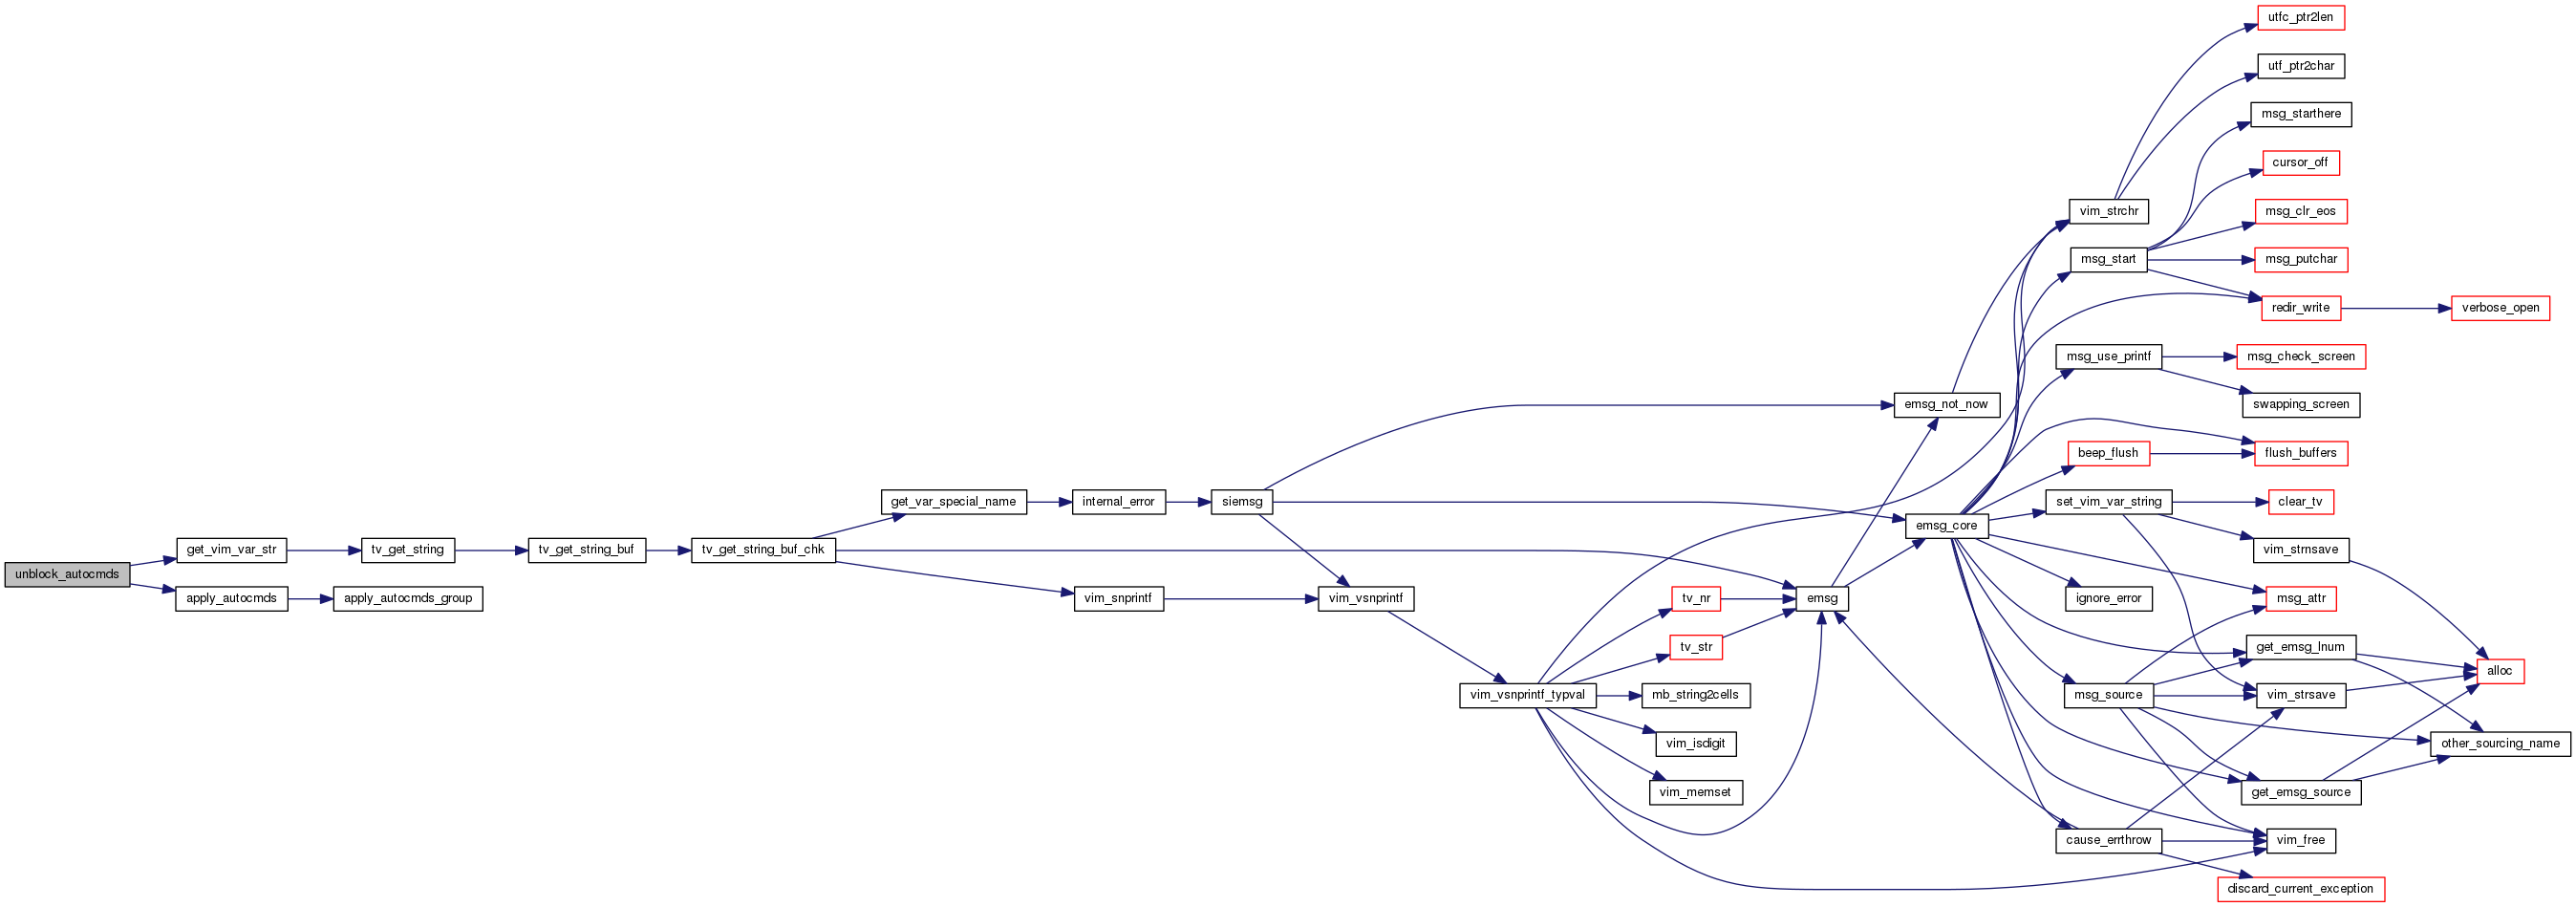 unblock_autocmds
get_vim_var_str
apply_autocmds
tv_get_string
apply_autocmds_group
tv_get_string_buf
tv_get_string_buf_chk
get_var_special_name
internal_error
vim_snprintf
siemsg
vim_vsnprintf
vim_vsnprintf_typval
tv_nr
tv_str
mb_string2cells
vim_isdigit
vim_memset
emsg
emsg_not_now
emsg_core
vim_strchr
msg_start
msg_use_printf
beep_flush
set_vim_var_string
ignore_error
msg_source
cause_errthrow
utfc_ptr2len
utf_ptr2char
msg_starthere
cursor_off
msg_clr_eos
msg_putchar
redir_write
msg_check_screen
swapping_screen
flush_buffers
clear_tv
vim_strnsave
msg_attr
get_emsg_lnum
vim_strsave
get_emsg_source
vim_free
discard_current_exception
verbose_open
alloc
other_sourcing_name